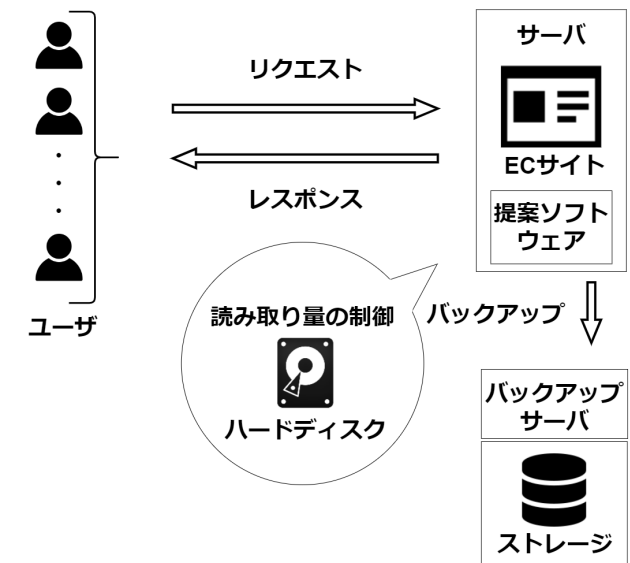 サーバ
リクエスト
ECサイト
レスポンス
提案ソフト
ウェア
ユーザ
読み取り量の制御
バックアップ
ハードディスク
バックアップ
サーバ
ストレージ